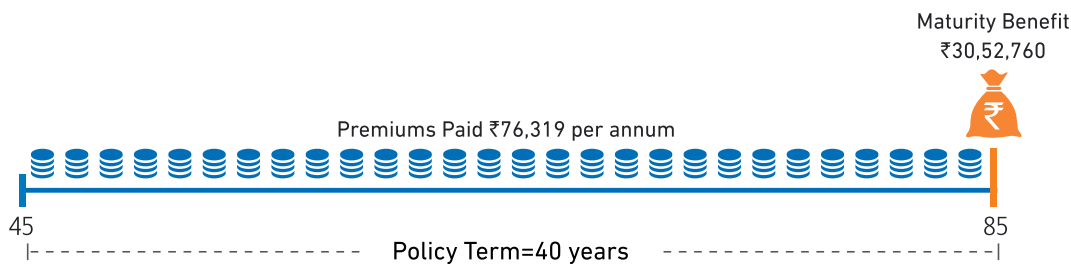 Maturity Benefit
₹30,52,760
₹
Premiums Paid ₹76,319 per annum
45
85
Policy Term=40 years